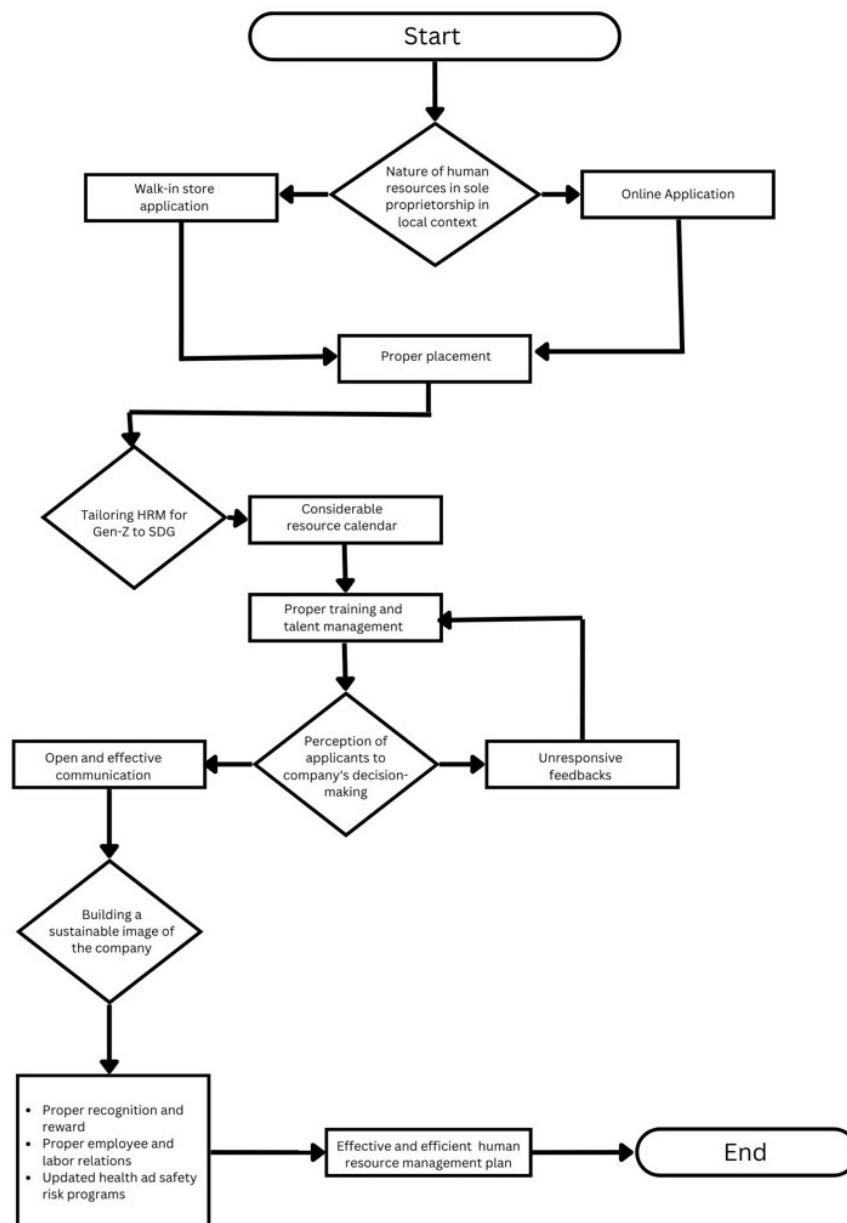 Start
Nature of human
resources in sole
proprietorship in
local context
Walk-in store
application
Online Application
Proper placement
Tailoring HRM for
Gen-Z to SDG
Considerable
resource calendar
Proper training and
talent management
Perception of
applicants to
company's decision-
making
Open and effective
communication
Unresponsive
feedbacks
Building a
sustainable image of
the company
• Proper recognition and
reward
• Proper employee and
labor relations
• Updated health ad safety
risk programs
Effective and efficient human
resource management plan
End